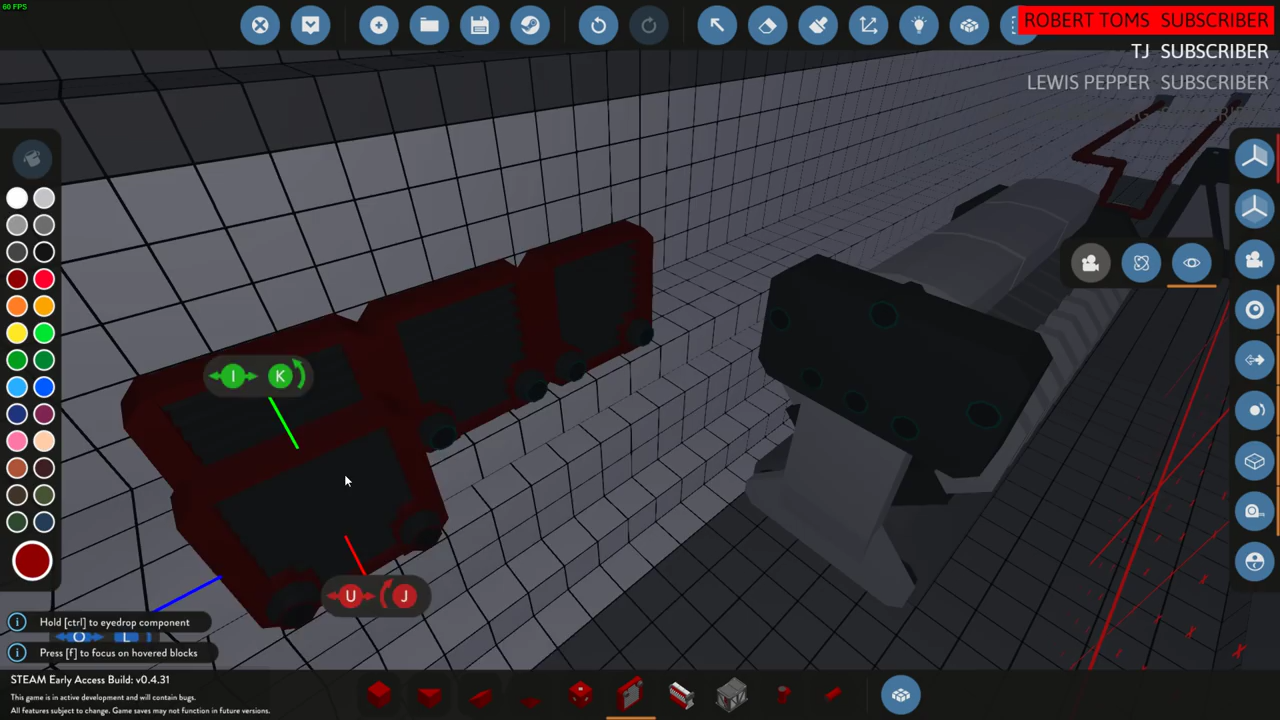 60 FPS
ROBERT TOMS SUBSCRIBER
TJ SUBSCRIBER
LEWIS PEPPER SUBSCRIBER
I K
U J
O L
Hold [ctrl] to eyedrop component
Press [f] to focus on hovered blocks
STEAM Early Access Build: v0.4.31
This game is in active development and will contain bugs.
All features subject to change. Game saves may not function in future versions.